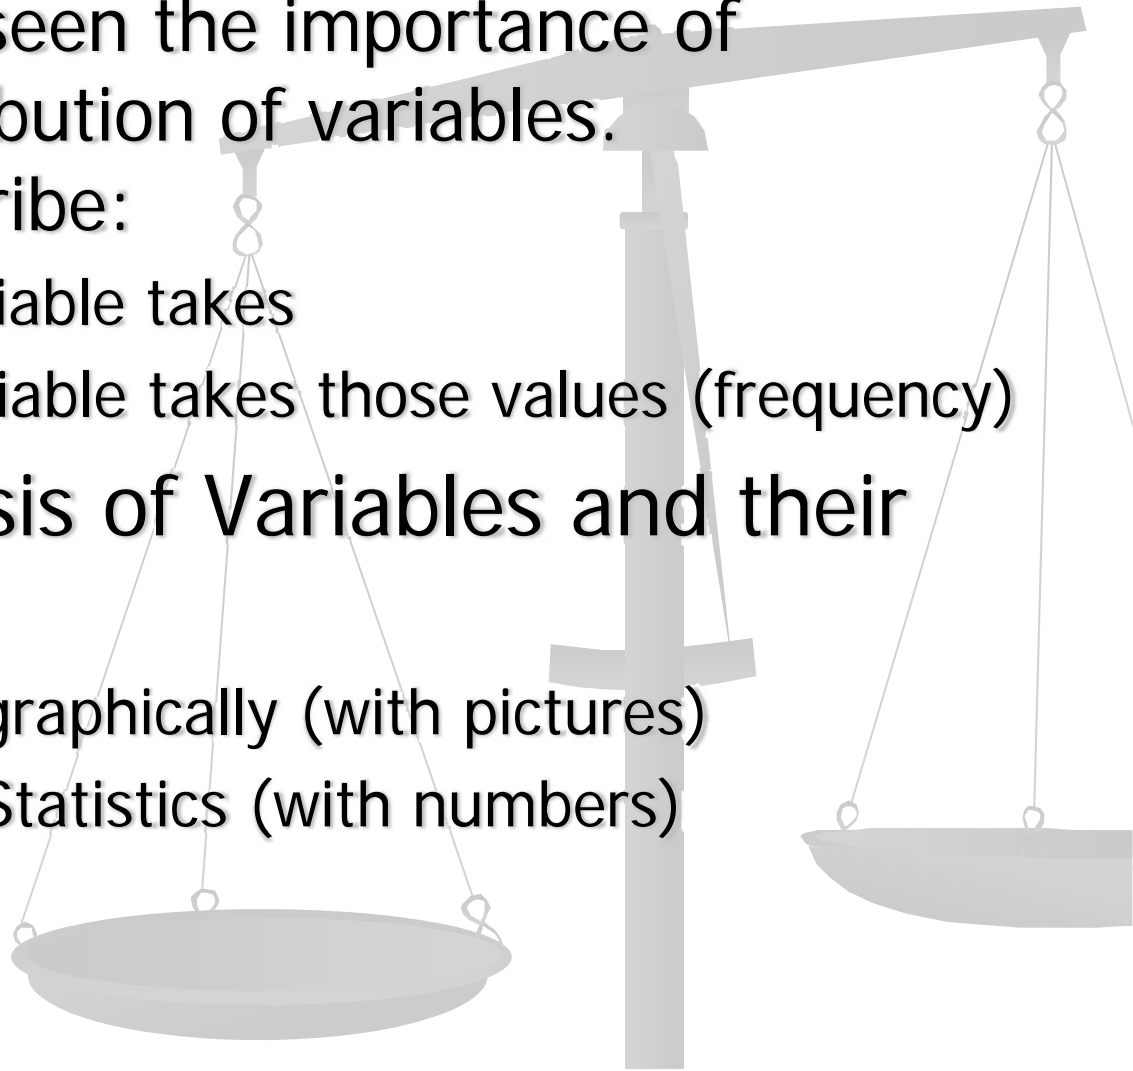 seen the importance of
bution of variables.
ribe:
iable takes
iable takes those values (frequency)
sis of Variables and their
graphically (with pictures)
Statistics (with numbers)